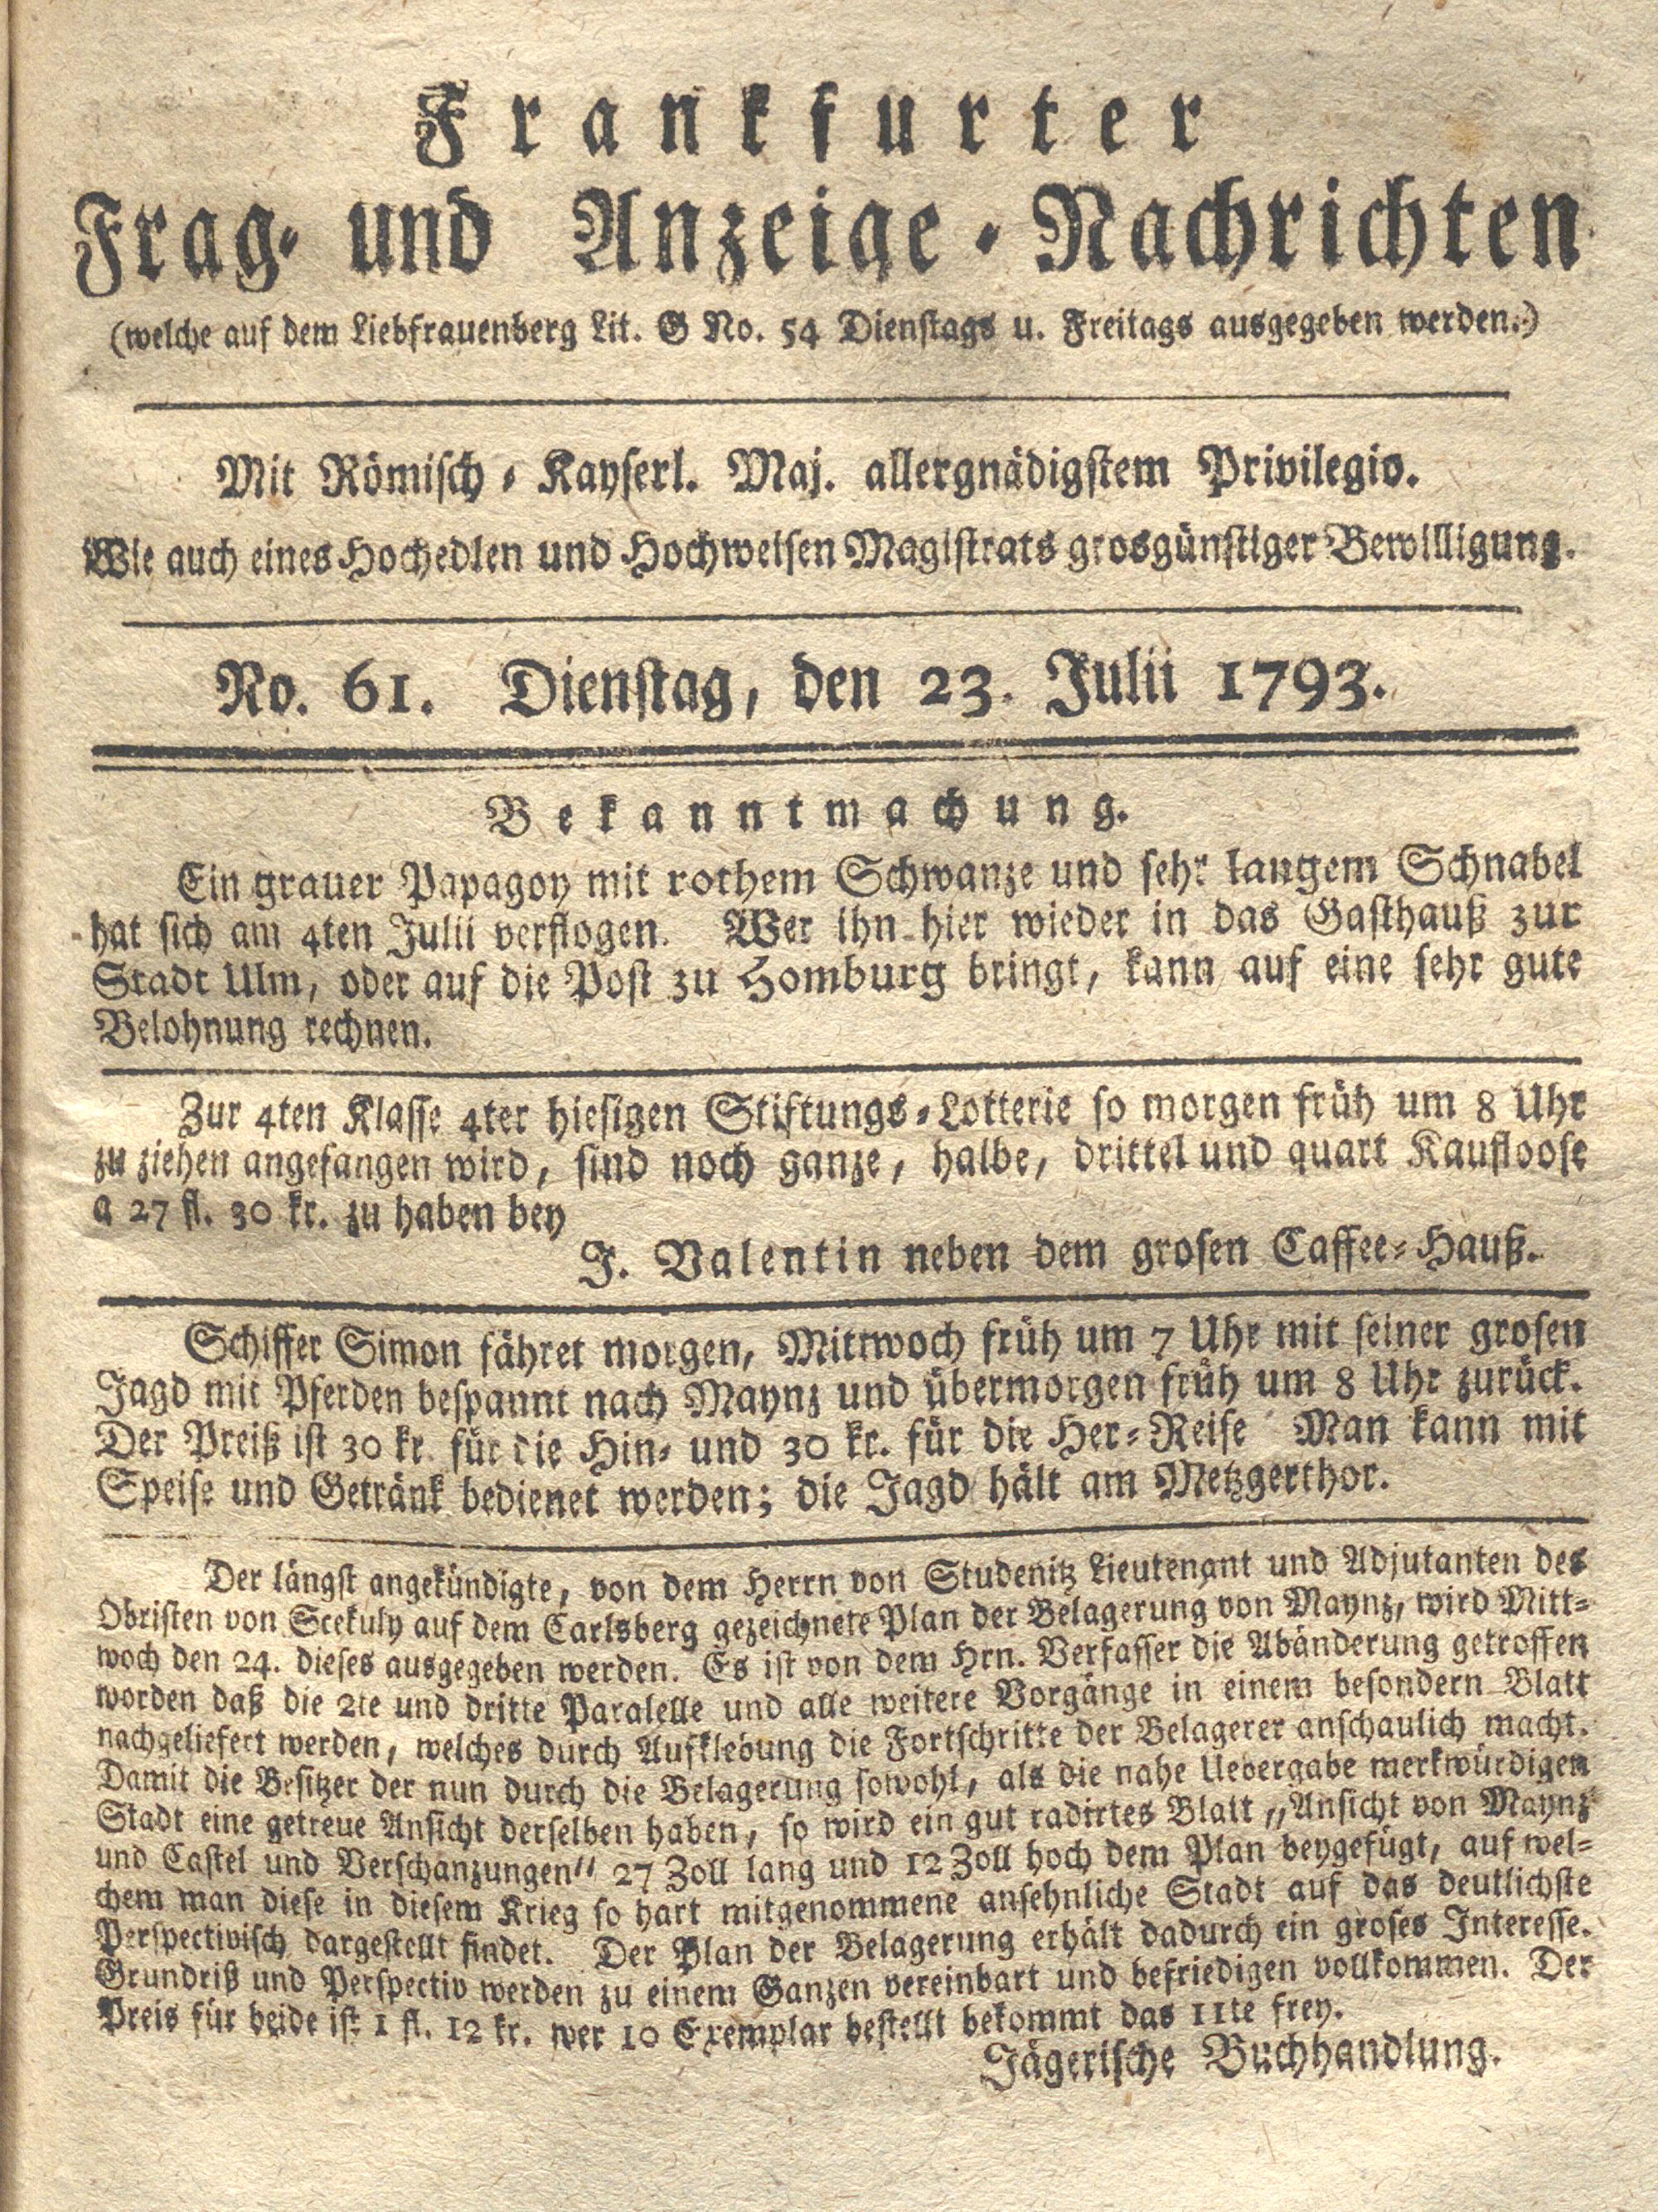 Frankfurter
Frag- und Anzeige-Nachrichten
(welche auf dem Liebfrauenberg Lit. G No. 54 Dienstags u. Freitags ausgegeben werden.)
Mit Römisch-Kayserl. Maj. allergnädigstem Privilegio.
Wie auch eines Hochedlen und Hochweisen Magistrats grosgünstiger Bewilligung.
No. 61. Dienstag, den 23. Julii 1793.
Bekanntmachung.
Ein grauer Papagoy mit rothem Schwanze und sehr langem Schnabel
hat sich am 4ten Julii verflogen. Wer ihn hier wieder in das Gasthauß zur
Stadt Ulm, oder auf die Post zu Homburg bringt, kann auf eine sehr gute
Belohnung rechnen.
Zur 4ten Klasse 4ter hiesigen Stiftungs-Lotterie so morgen früh um 8 Uhr
zu ziehen angefangen wird, sind noch ganze, halbe, drittel und quart Kaufloose
a 27 fl. 30 kr. zu haben bey
J. Valentin neben dem grosen Caffee-Hauß.
Schiffer Simon fähret morgen, Mittwoch früh um 7 Uhr mit seiner grosen
Jagd mit Pferden bespannt nach Maynz und übermorgen früh um 8 Uhr zurück.
Der Preiß ist 30 kr. für die Hin- und 30 kr. für die Her-Reise Man kann mit
Speise und Getränk bedienet werden; die Jagd hält am Metzgerthor.
Der längst angekündigte, von dem Herrn von Studenitz Lieutenant und Adjutanten des
Obristen von Scekuly auf dem Carlsberg gezeichnete Plan der Belagerung von Maynz, wird Mitt-
woch den 24. dieses ausgegeben werden. Es ist von dem Hrn. Verfasser die Abänderung getroffen
worden daß die 2te und dritte Paralelle und alle weitere Vorgänge in einem besondern Blatt
nachgeliefert werden, welches durch Aufklebung die Fortschritte der Belagerer anschaulich macht.
Damit die Besitzer der nun durch die Belagerung sowohl, als die nahe Uebergabe merkwürdigen
Stadt eine getreue Ansicht derselben haben, so wird ein gut radirtes Blatt „Ansicht von Maynz
und Castel und Verschanzungen“ 27 Zoll lang und 12 Zoll hoch dem Plan beygefügt, auf wel-
chem man diese in diesem Krieg so hart mitgenommene ansehnliche Stadt auf das deutlichste
Perspectivisch dargestellt findet. Der Plan der Belagerung erhält dadurch ein groses Interesse.
Grundriß und Perspectiv werden zu einem Ganzen vereinbart und befriedigen vollkommen. Der
Preis für beide ist 1 fl. 12 kr. wer 10 Exemplar bestellt bekommt das 11te frey.
Jägerische Buchhandlung.